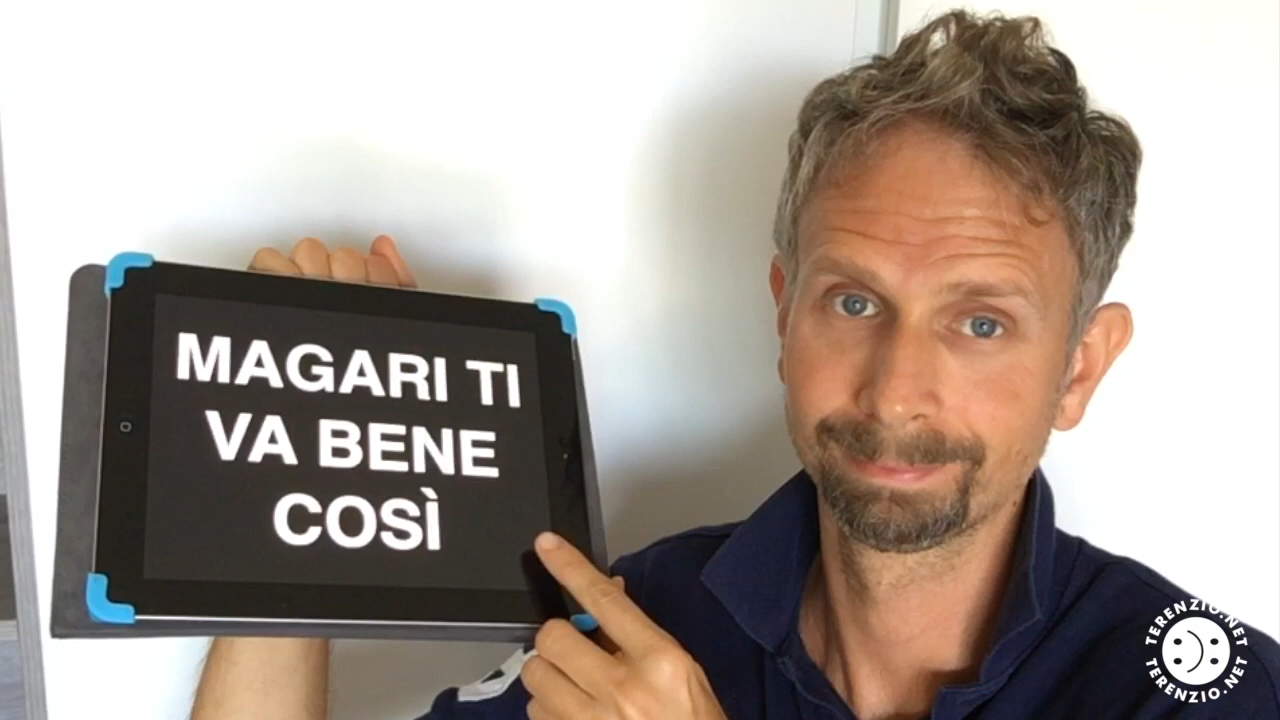 MAGARI TI
VA BENE
COSÌ
TERENZIO.NET
TERENZIO.NET